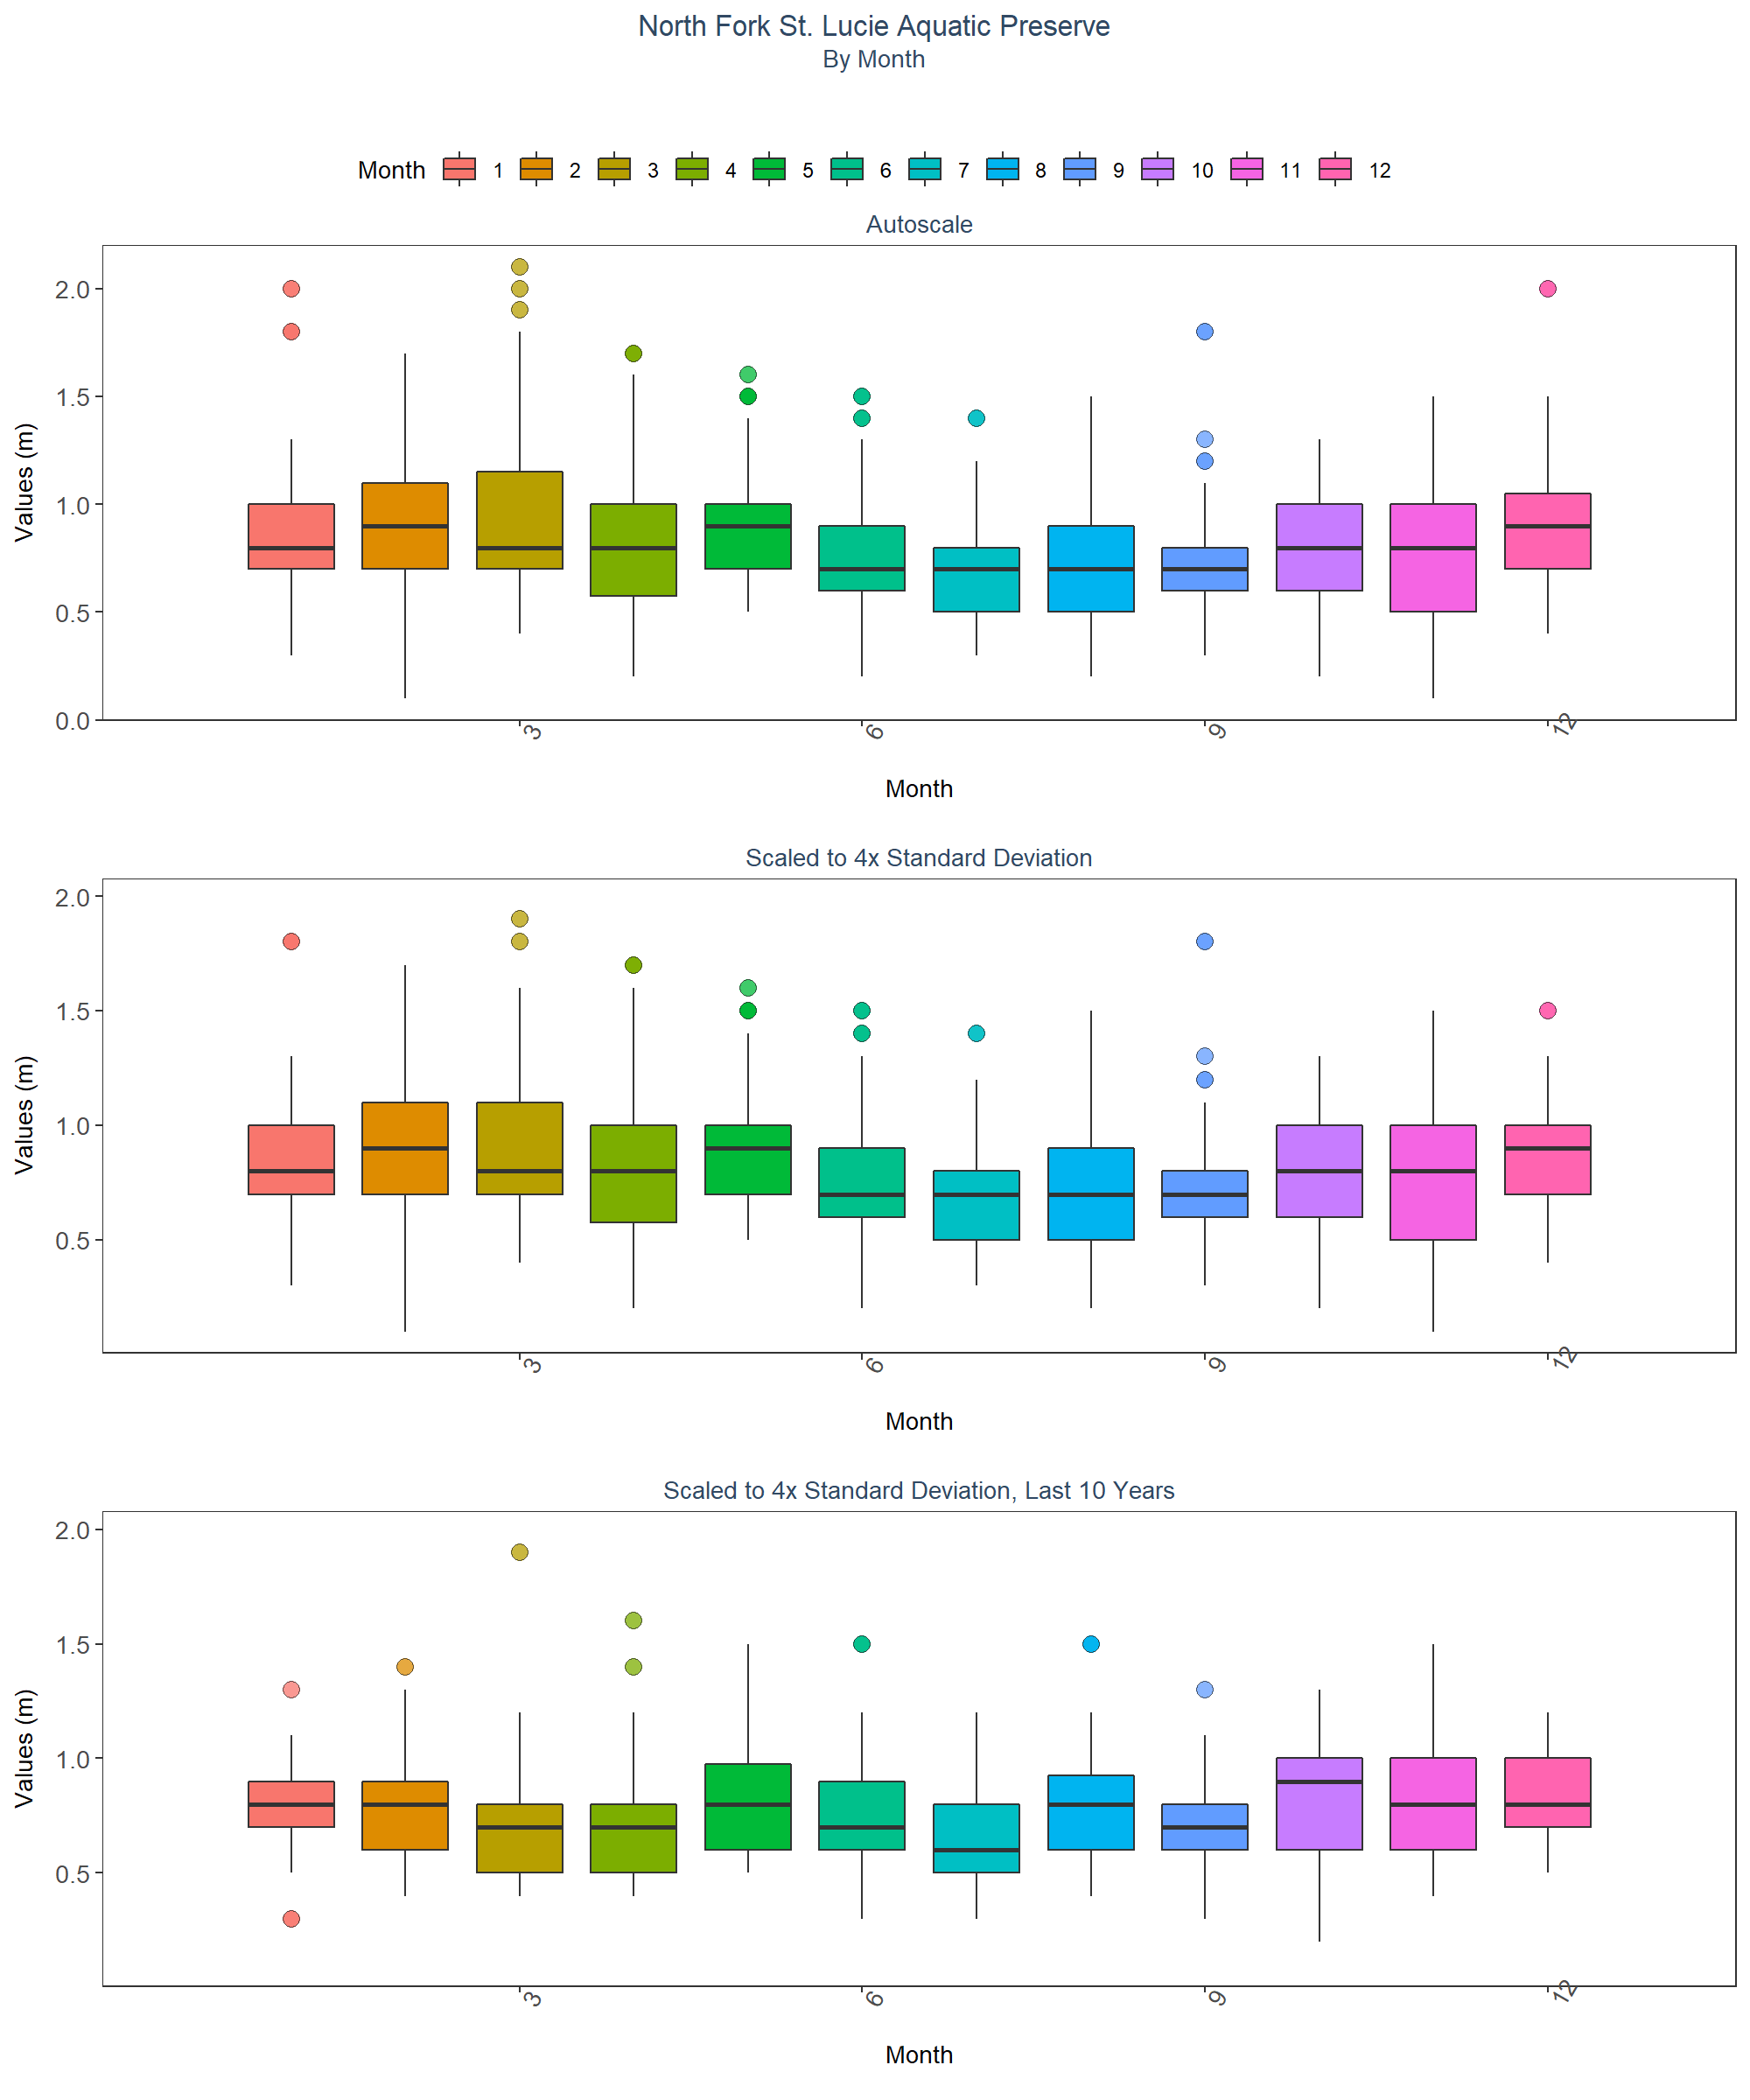 North Fork St. Lucie Aquatic Preserve
By Month
Month 1 2 3 4 5 6 7 8 9 10 11 12
Autoscale
Values (m)
2.0
1.5
1.0
0.5
0.0
3 6 9 12
Month
Scaled to 4x Standard Deviation
Values (m)
2.0
1.5
1.0
0.5
3 6 9 12
Month
Scaled to 4x Standard Deviation, Last 10 Years
Values (m)
2.0
1.5
1.0
0.5
3 6 9 12
Month